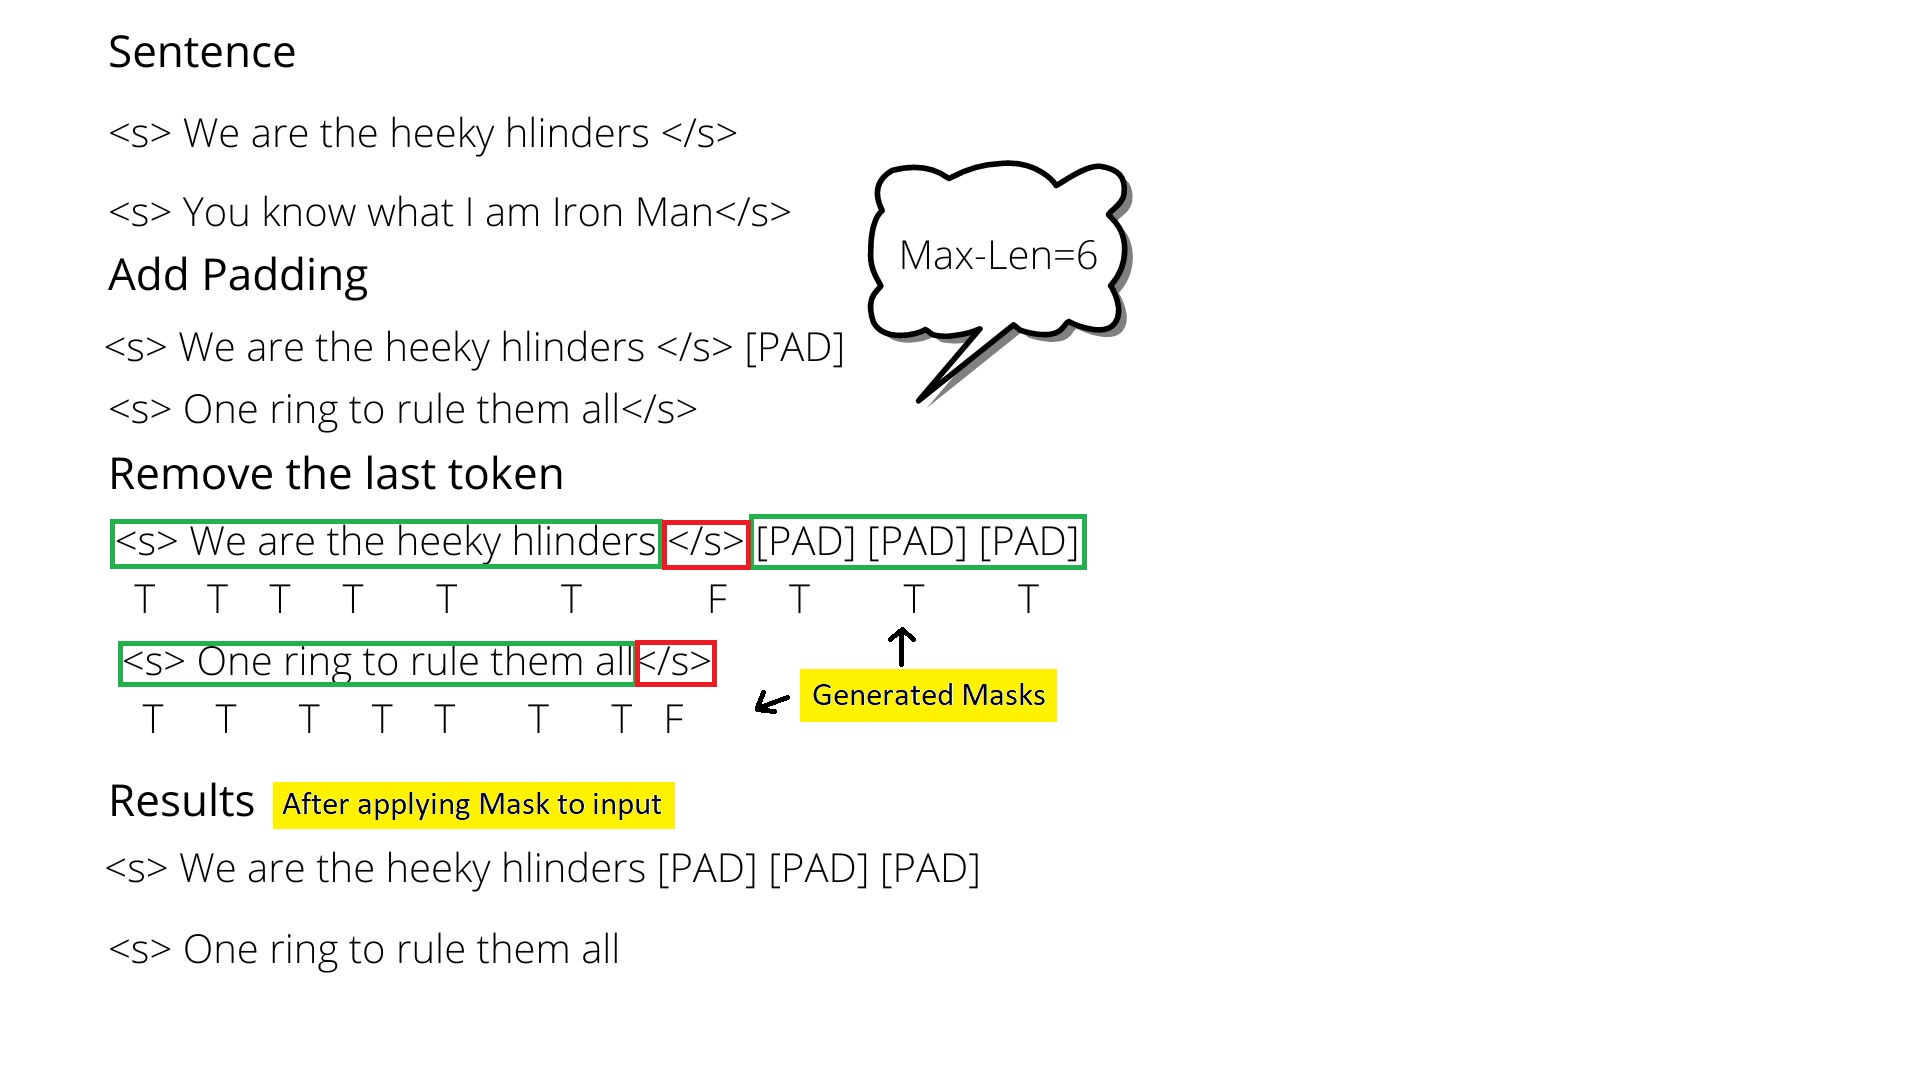 Sentence
<s> We are the heeky hlinders </s>
<s> You know what I am Iron Man</s>
Max-Len=6
Add Padding
<s> We are the heeky hlinders </s> [PAD]
<s> One ring to rule them all</s>
Remove the last token
<s> We are the heeky hlinders </s> [PAD] [PAD] [PAD]
T T T T T T F T T T
<s> One ring to rule them all</s>
Generated Masks
T T T T T T T F
Results After applying Mask to input
<s> We are the heeky hlinders [PAD] [PAD] [PAD]
<s> One ring to rule them all